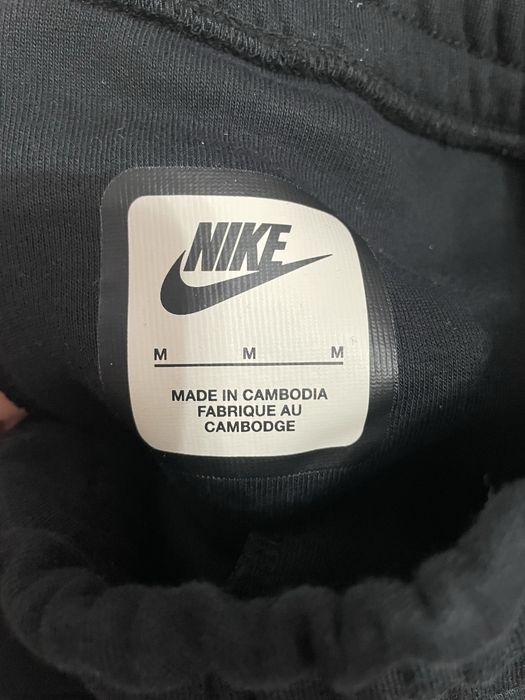 NIKE
M M M
MADE IN CAMBODIA
FABRIQUE AU
CAMBODGE